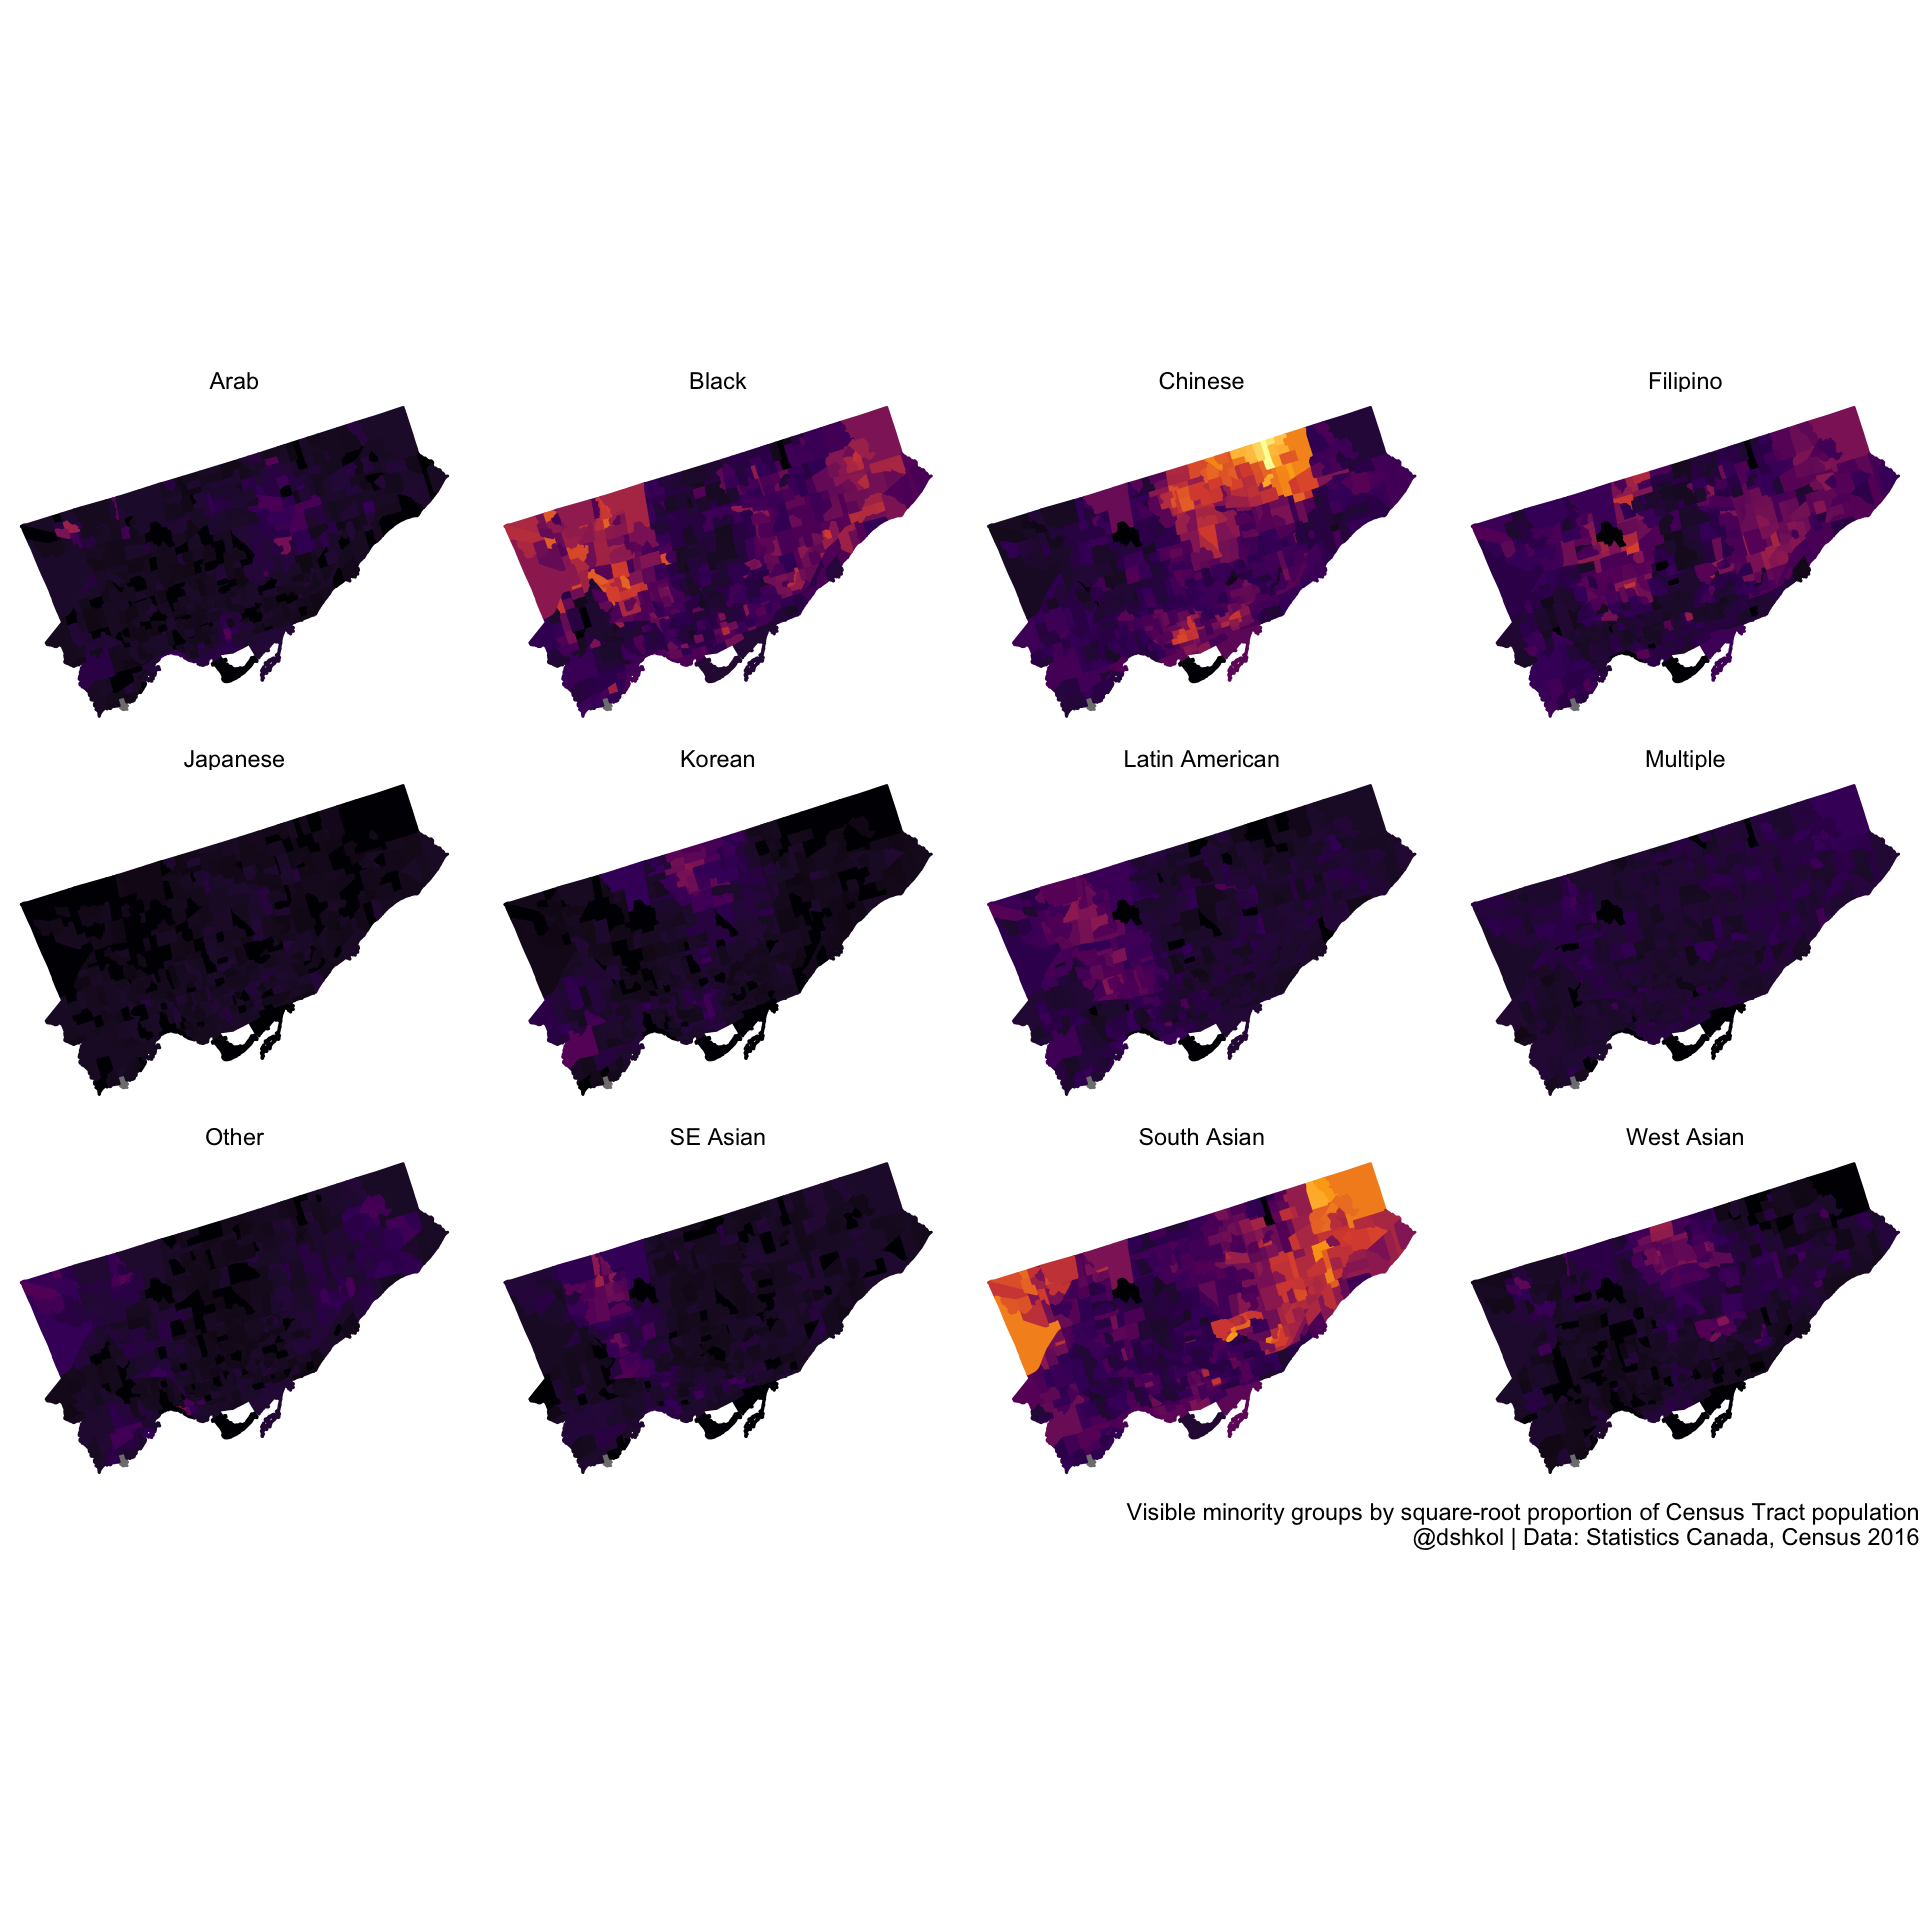 Arab
Black
Chinese
Filipino
Japanese
Korean
Latin American
Multiple
Other
SE Asian
South Asian
West Asian
Visible minority groups by square-root proportion of Census Tract population
@dshkol | Data: Statistics Canada, Census 2016